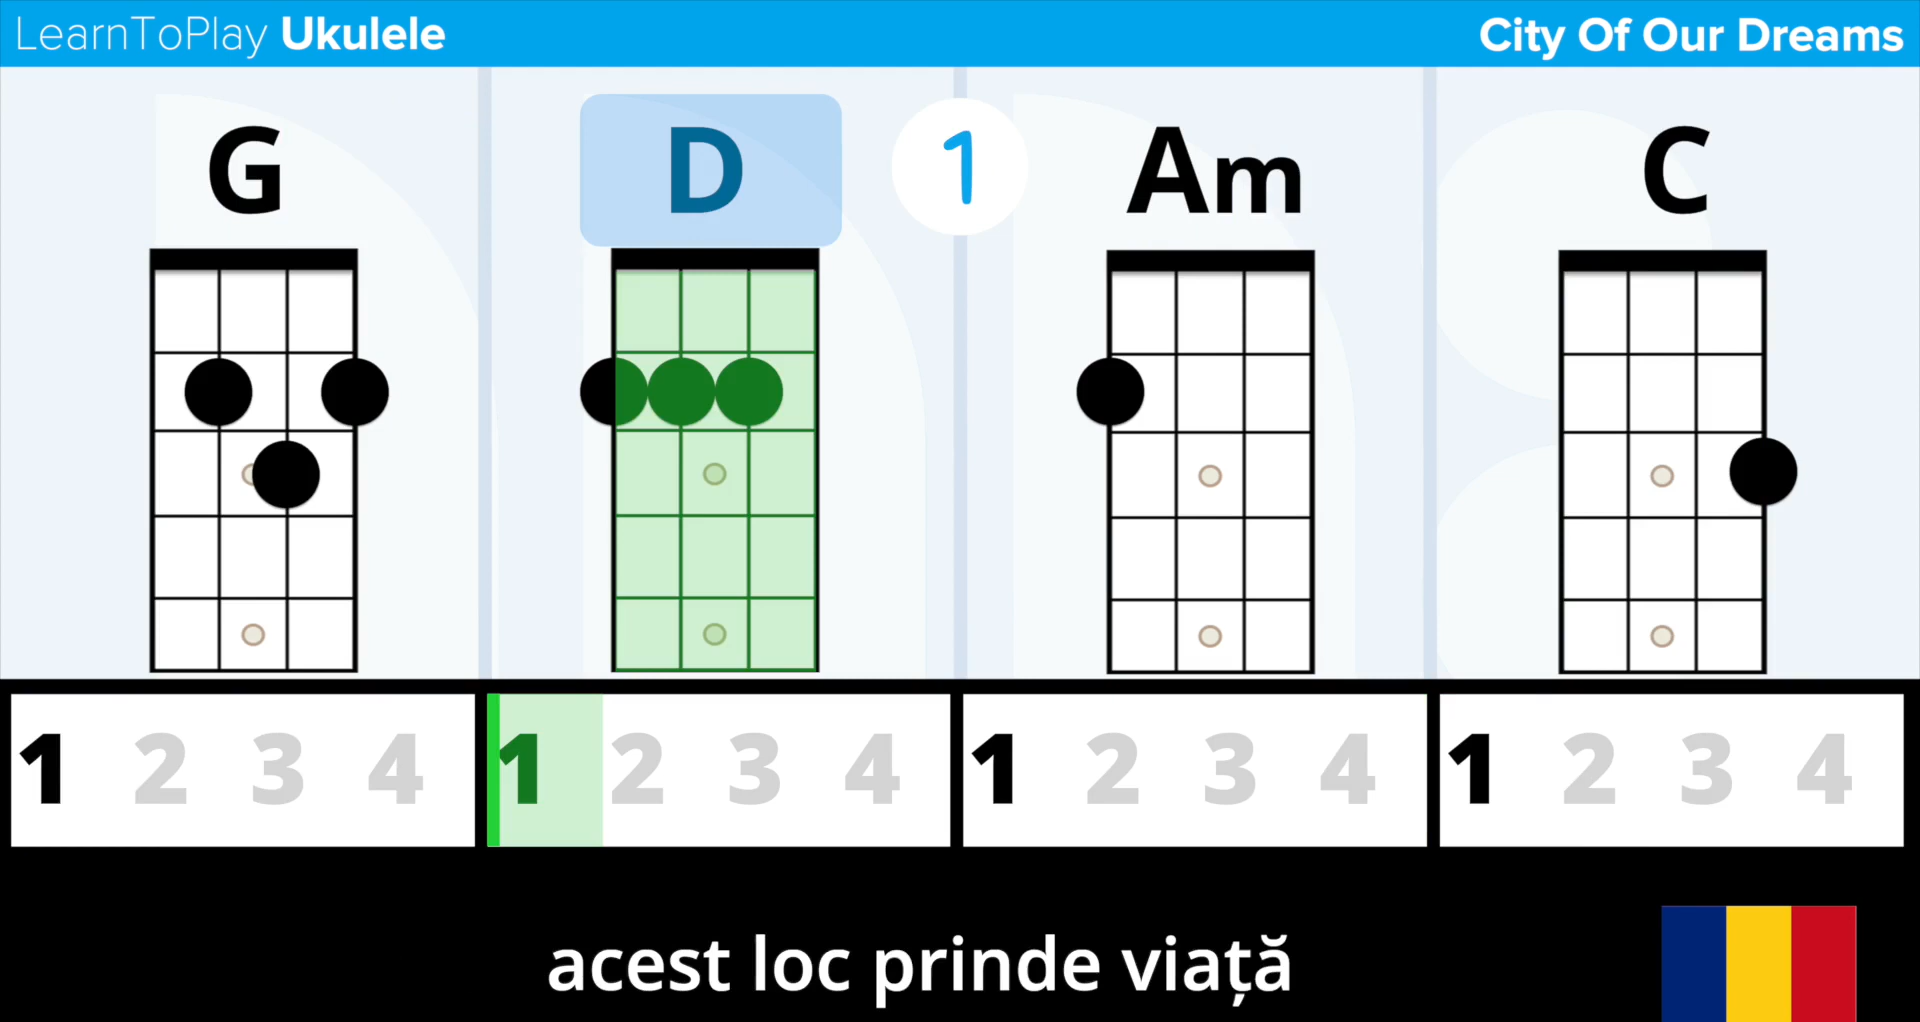 LearnToPlay Ukulele
City Of Our Dreams
G D 1 Am C
1 2 3 4 1 2 3 4 1 2 3 4 1 2 3 4
acest loc prinde viață